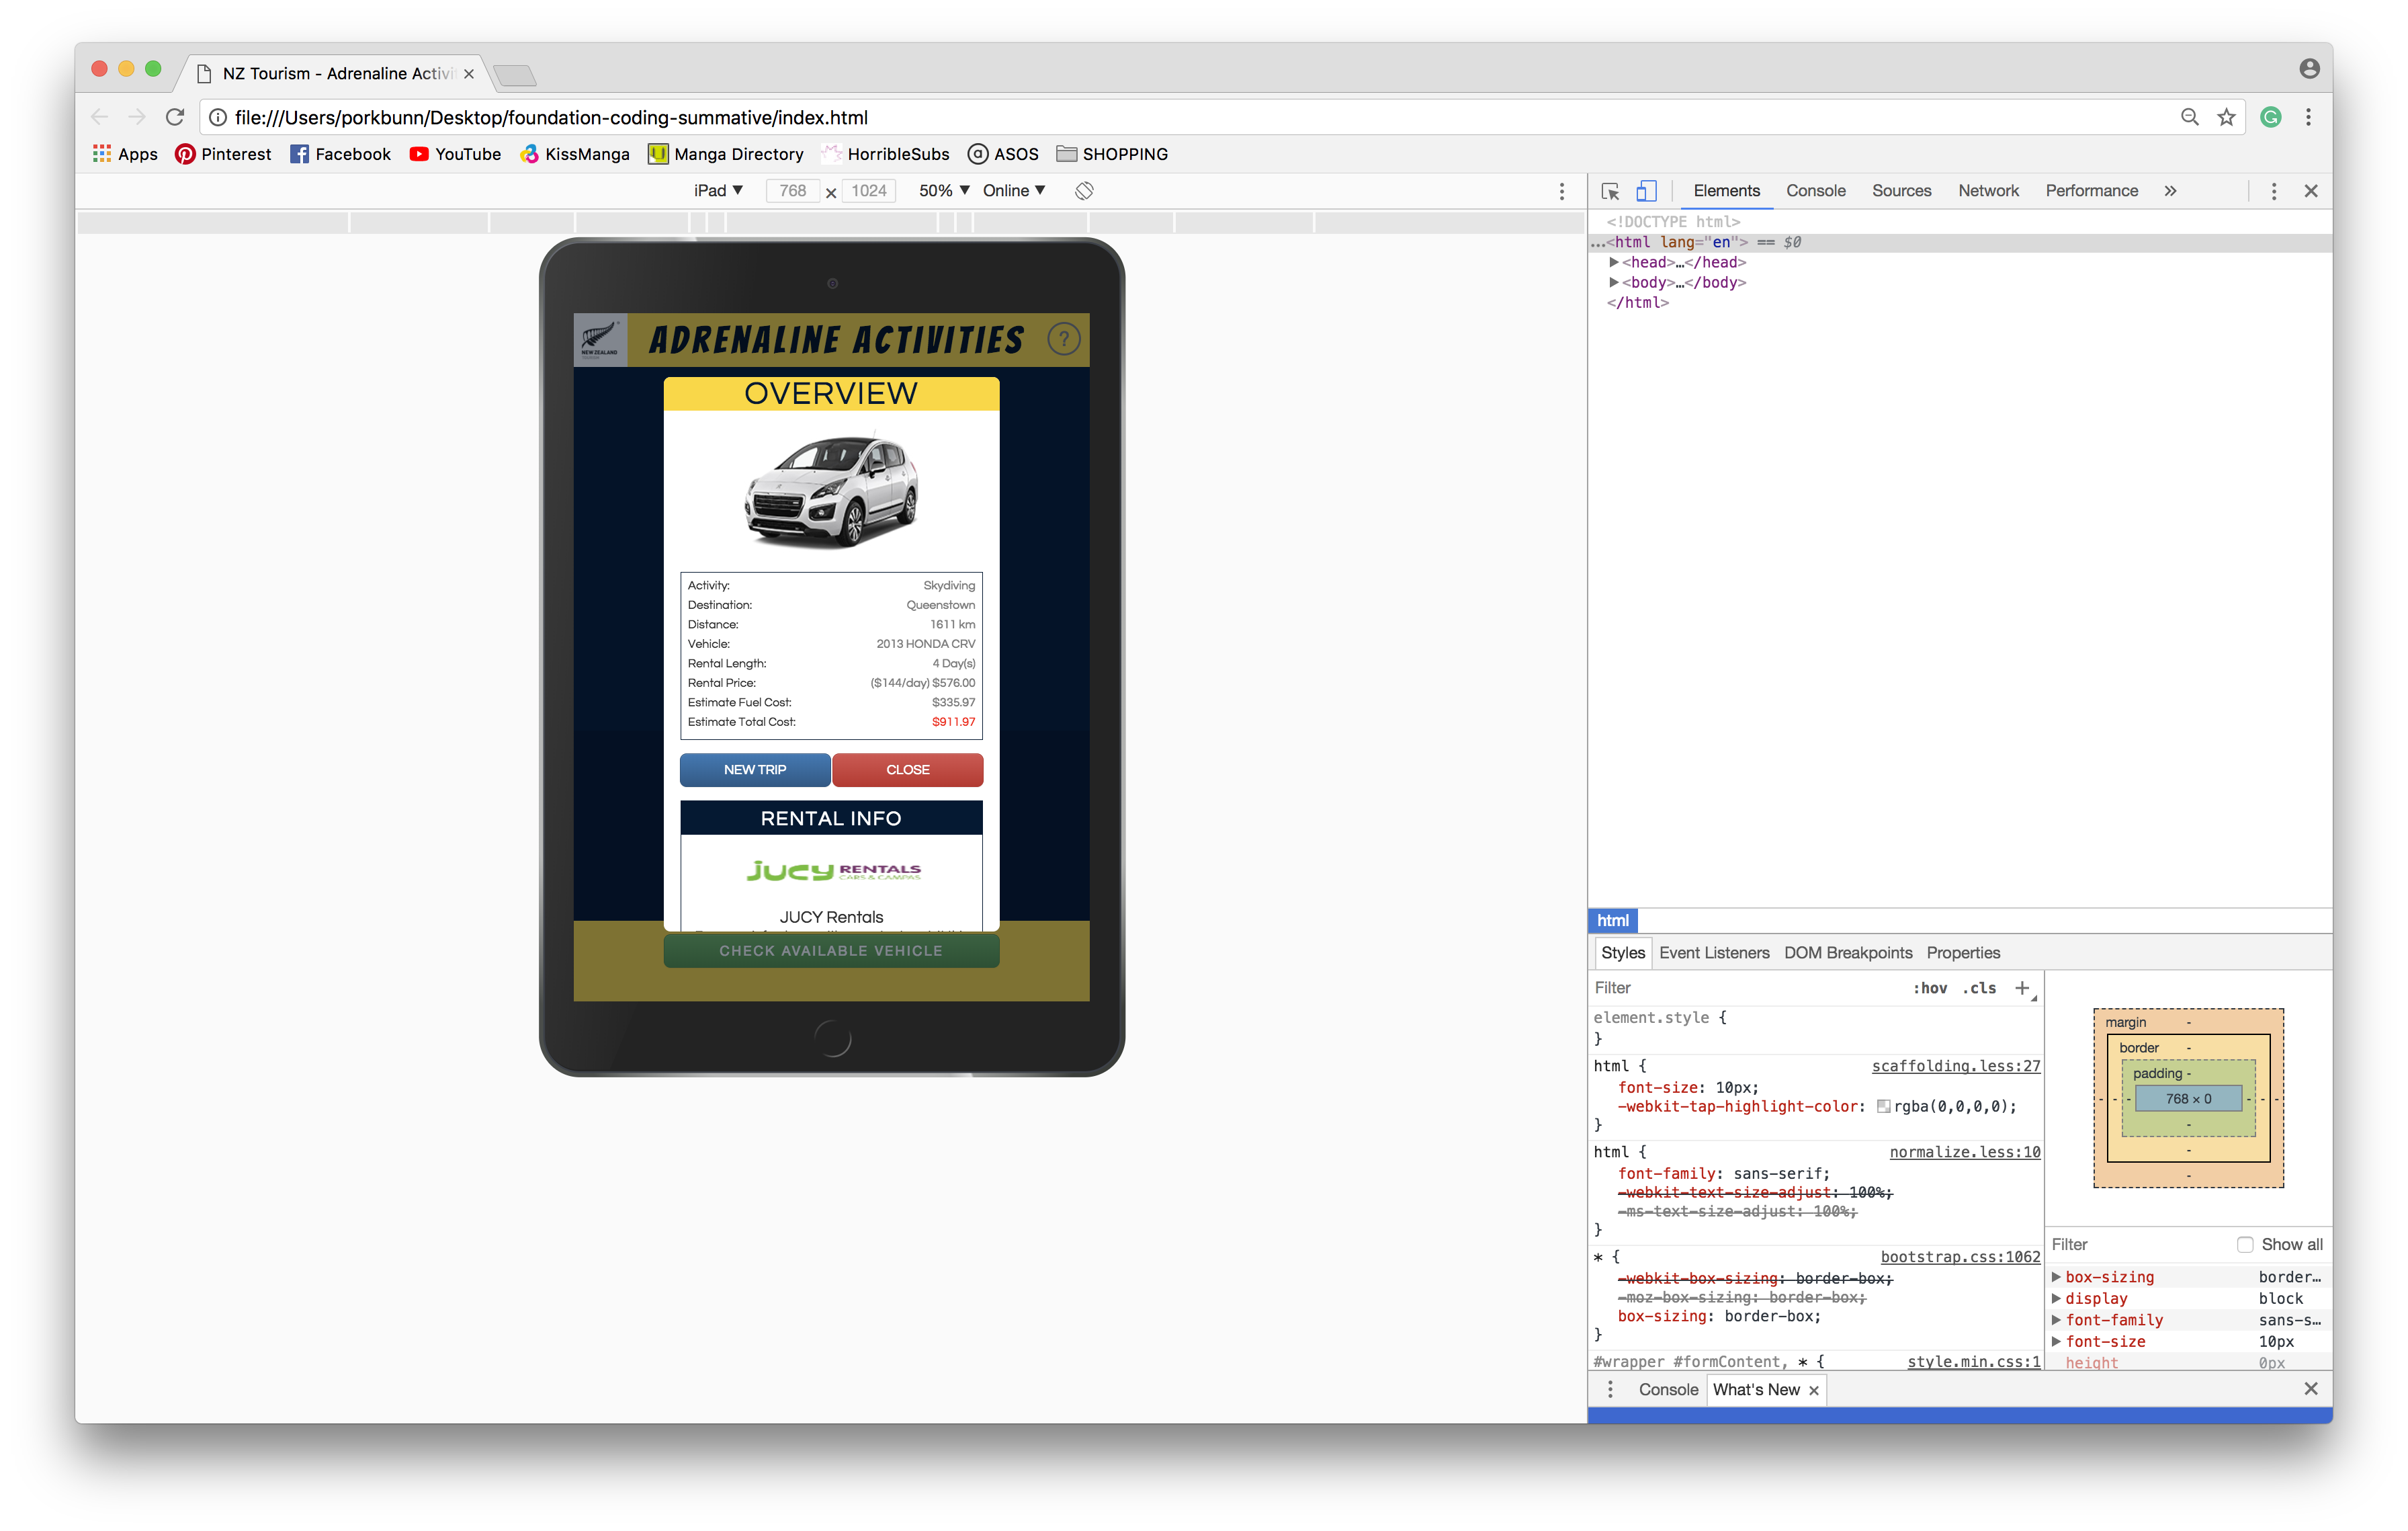 NZ Tourism - Adrenaline Activi
file:///Users/porkbunn/Desktop/foundation-coding-summative/index.html
Apps Pinterest Facebook YouTube KissManga Manga Directory HorribleSubs ASOS SHOPPING
iPad 768 × 1024 50% Online
NEW ZEALAND
ADRENALINE ACTIVITIES ?
OVERVIEW
Activity: Skydiving
Destination: Queenstown
Distance: 1611 km
Vehicle: 2013 HONDA CRV
Rental Length: 4 Day(s)
Rental Price: ($144/day) $576.00
Estimate Fuel Cost: $335.97
Estimate Total Cost: $911.97
NEW TRIP CLOSE
RENTAL INFO
JUCY RENTALS
CARS & CAMPAS
JUCY Rentals
CHECK AVAILABLE VEHICLE
Elements Console Sources Network Performance »
<!DOCTYPE html>
…<html lang="en"> == $0
<head>…</head>
<body>…</body>
</html>
html
Styles Event Listeners DOM Breakpoints Properties
Filter :hov .cls +
element.style {
}
html { scaffolding.less:27
font-size: 10px;
-webkit-tap-highlight-color: rgba(0,0,0,0);
}
html { normalize.less:10
font-family: sans-serif;
-webkit-text-size-adjust: 100%;
-ms-text-size-adjust: 100%;
}
* { bootstrap.css:1062
-webkit-box-sizing: border-box;
-moz-box-sizing: border-box;
box-sizing: border-box;
}
#wrapper #formContent, * { style.min.css:1
margin -
border -
padding -
768 × 0
Filter Show all
box-sizing border…
display block
font-family sans-s…
font-size 10px
height 0px
Console What's New ×